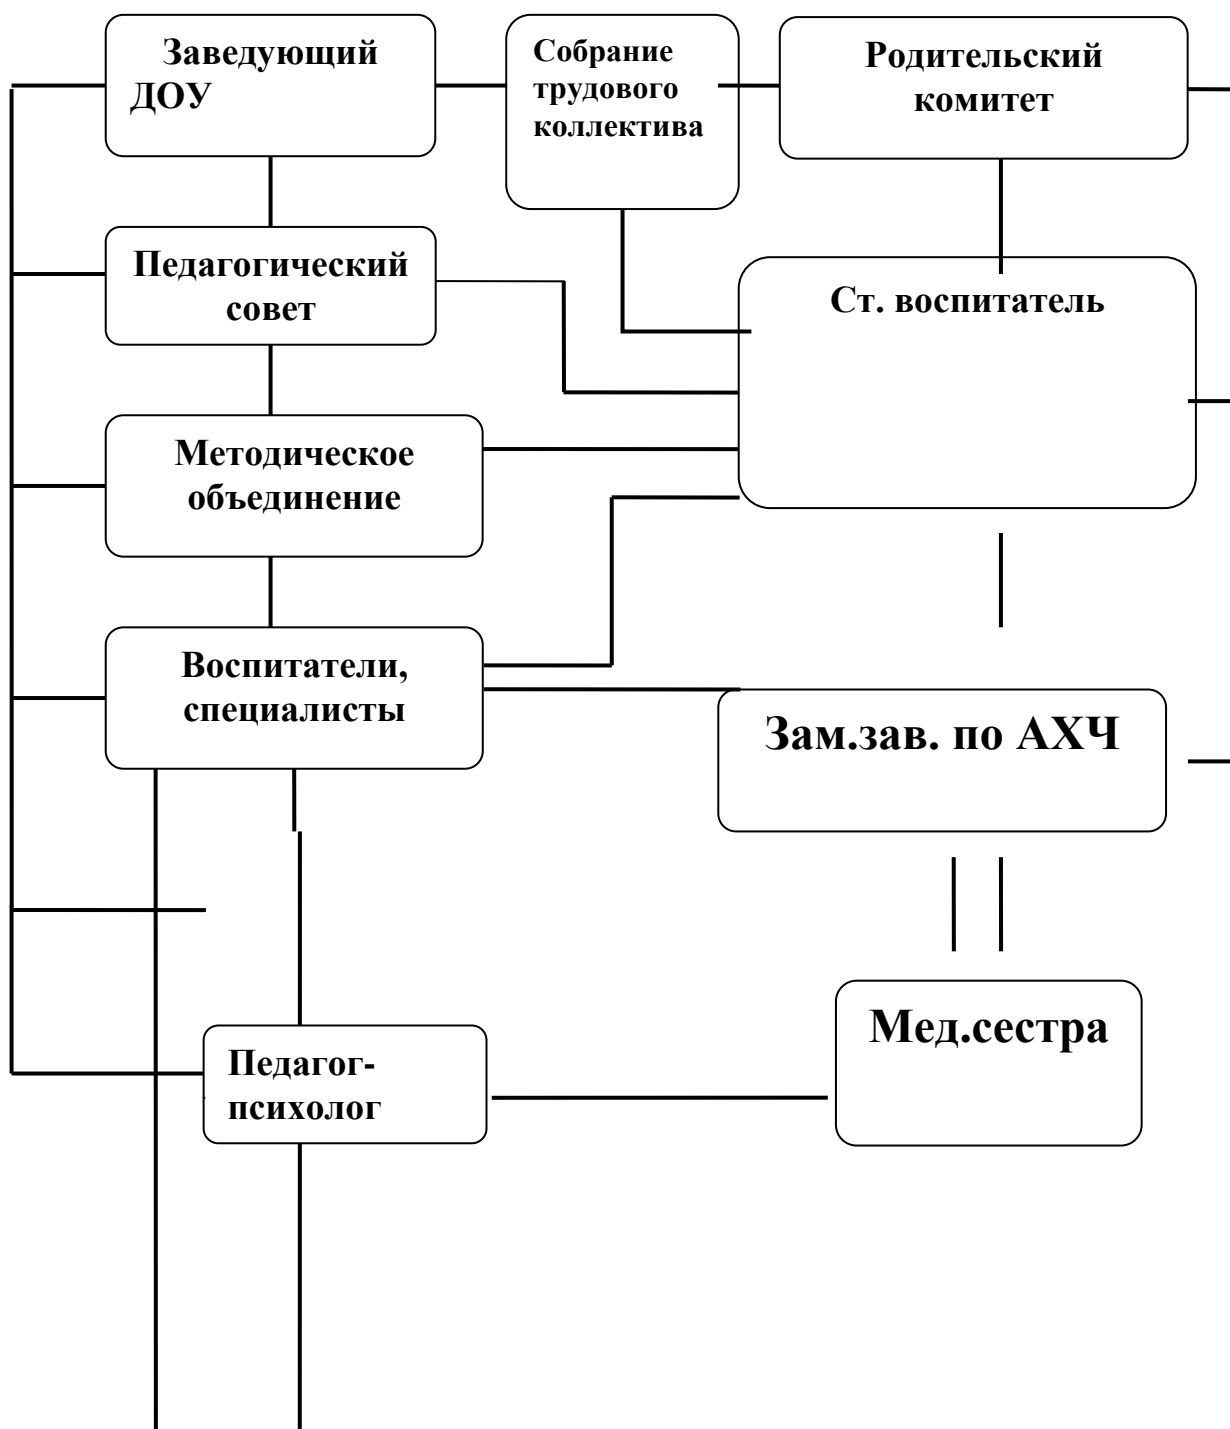 Заведующий
ДОУ
Собрание
трудового
коллектива
Родительский
комитет
Педагогический
совет
Ст. воспитатель
Методическое
объединение
Воспитатели,
специалисты
Зам.зав. по АХЧ
Мед.сестра
Педагог-
психолог